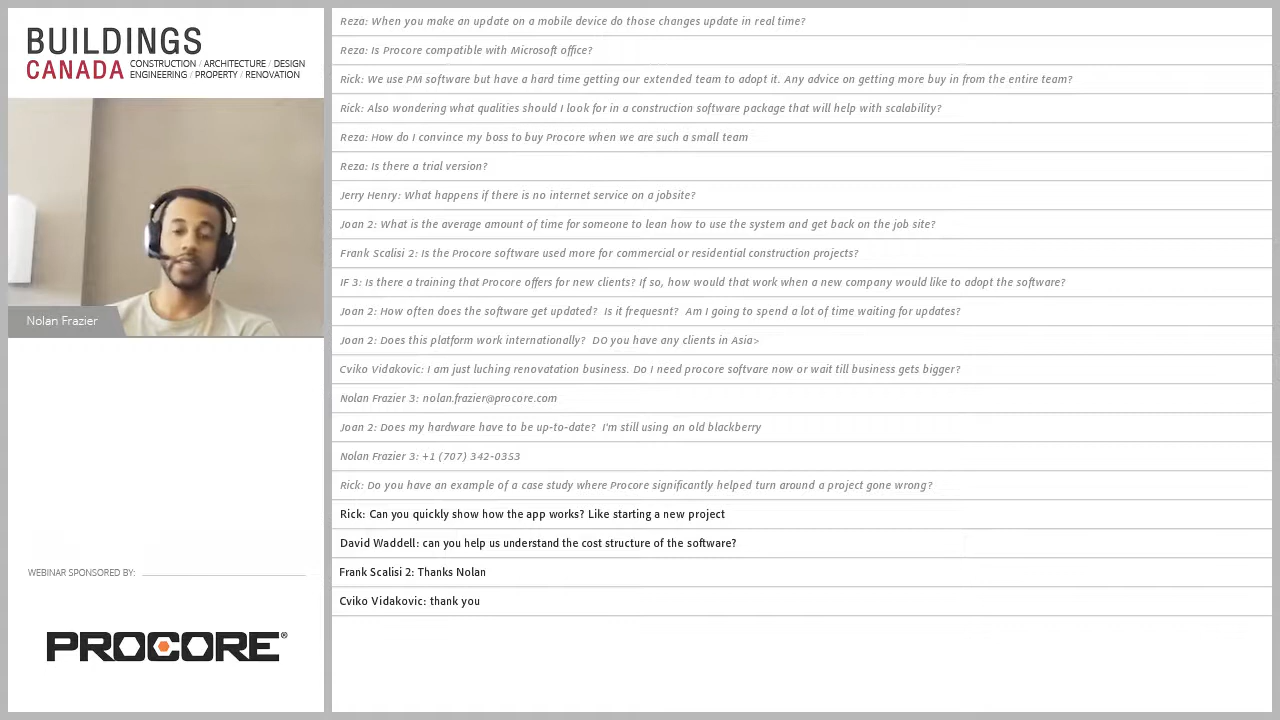 BUILDINGS
CANADA CONSTRUCTION / ARCHITECTURE / DESIGN
ENGINEERING / PROPERTY / RENOVATION
Nolan Frazier
WEBINAR SPONSORED BY:
PROCORE®
Reza: When you make an update on a mobile device do those changes update in real time?
Reza: Is Procore compatible with Microsoft office?
Rick: We use PM software but have a hard time getting our extended team to adopt it. Any advice on getting more buy in from the entire team?
Rick: Also wondering what qualities should I look for in a construction software package that will help with scalability?
Reza: How do I convince my boss to buy Procore when we are such a small team
Reza: Is there a trial version?
Jerry Henry: What happens if there is no internet service on a jobsite?
Joan 2: What is the average amount of time for someone to lean how to use the system and get back on the job site?
Frank Scalisi 2: Is the Procore software used more for commercial or residential construction projects?
IF 3: Is there a training that Procore offers for new clients? If so, how would that work when a new company would like to adopt the software?
Joan 2: How often does the software get updated?  Is it frequesnt?  Am I going to spend a lot of time waiting for updates?
Joan 2: Does this platform work internationally?  DO you have any clients in Asia>
Cviko Vidakovic: I am just luching renovatation business. Do I need procore softvare now or wait till business gets bigger?
Nolan Frazier 3: nolan.frazier@procore.com
Joan 2: Does my hardware have to be up-to-date?  I'm still using an old blackberry
Nolan Frazier 3: +1 (707) 342-0353
Rick: Do you have an example of a case study where Procore significantly helped turn around a project gone wrong?
Rick: Can you quickly show how the app works? Like starting a new project
David Waddell: can you help us understand the cost structure of the software?
Frank Scalisi 2: Thanks Nolan
Cviko Vidakovic: thank you